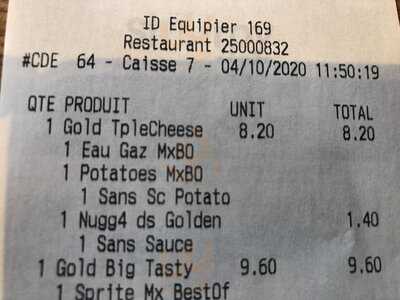 ID Equipier 169
Restaurant 25000832
#CDE 64 - Caisse 7 - 04/10/2020 11:50:19
QTE PRODUIT UNIT TOTAL
1 Gold TpleCheese 8.20 8.20
1 Eau Gaz MxBO
1 Potatoes MxBO
1 Sans Sc Potato
1 Nugg4 ds Golden 1.40
1 Sans Sauce
1 Gold Big Tasty 9.60 9.60
1 Sprite Mx BestOf